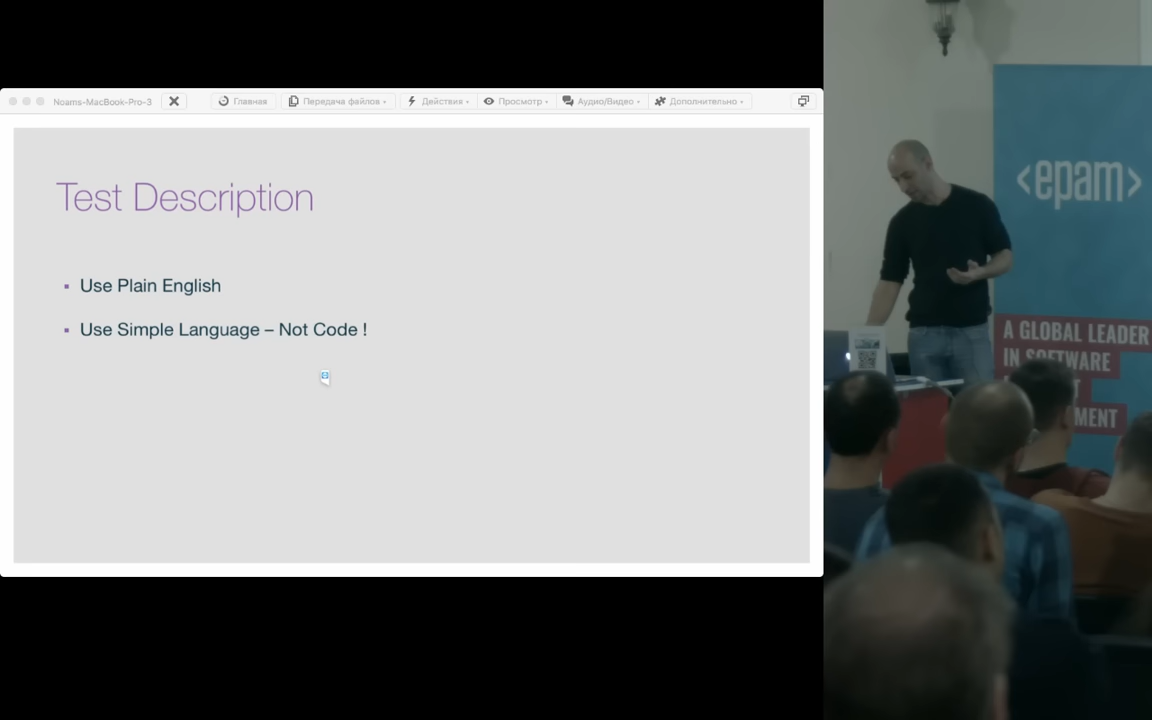 Noams-MacBook-Pro-3
Главная
Передача файлов
Действия
Просмотр
Аудио/Видео
Дополнительно
Test Description
Use Plain English
Use Simple Language – Not Code !
<epam>
A GLOBAL LEADER
IN SOFTWARE
MENT